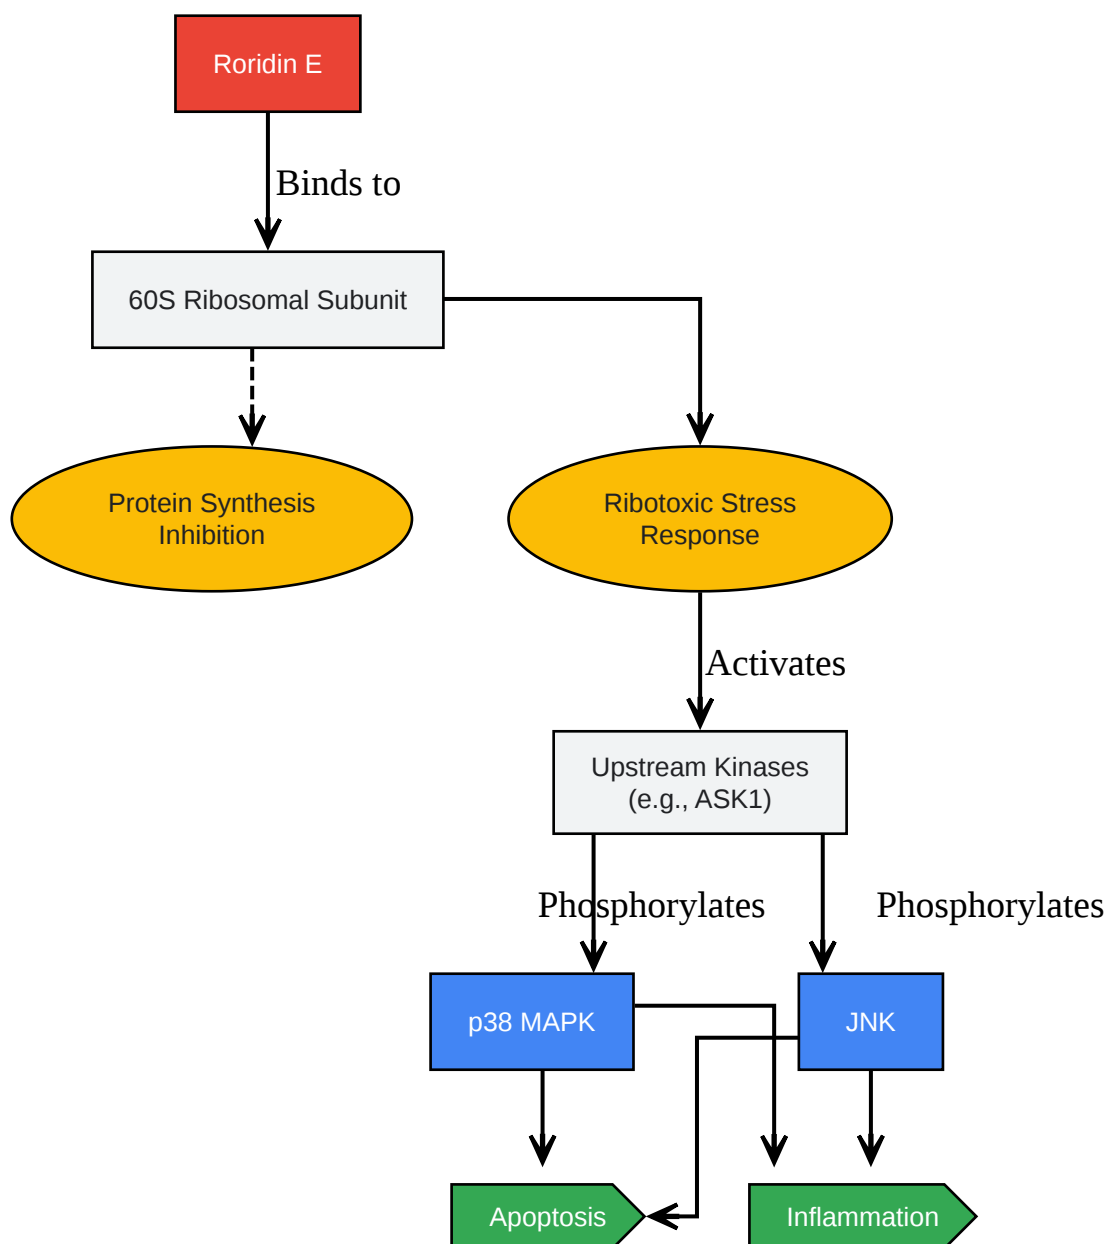 Roridin E
Binds to
60S Ribosomal Subunit
Protein Synthesis
Inhibition
Ribotoxic Stress
Response
Activates
Upstream Kinases
(e.g., ASK1)
Phosphorylates
Phosphorylates
p38 MAPK
JNK
Apoptosis
Inflammation